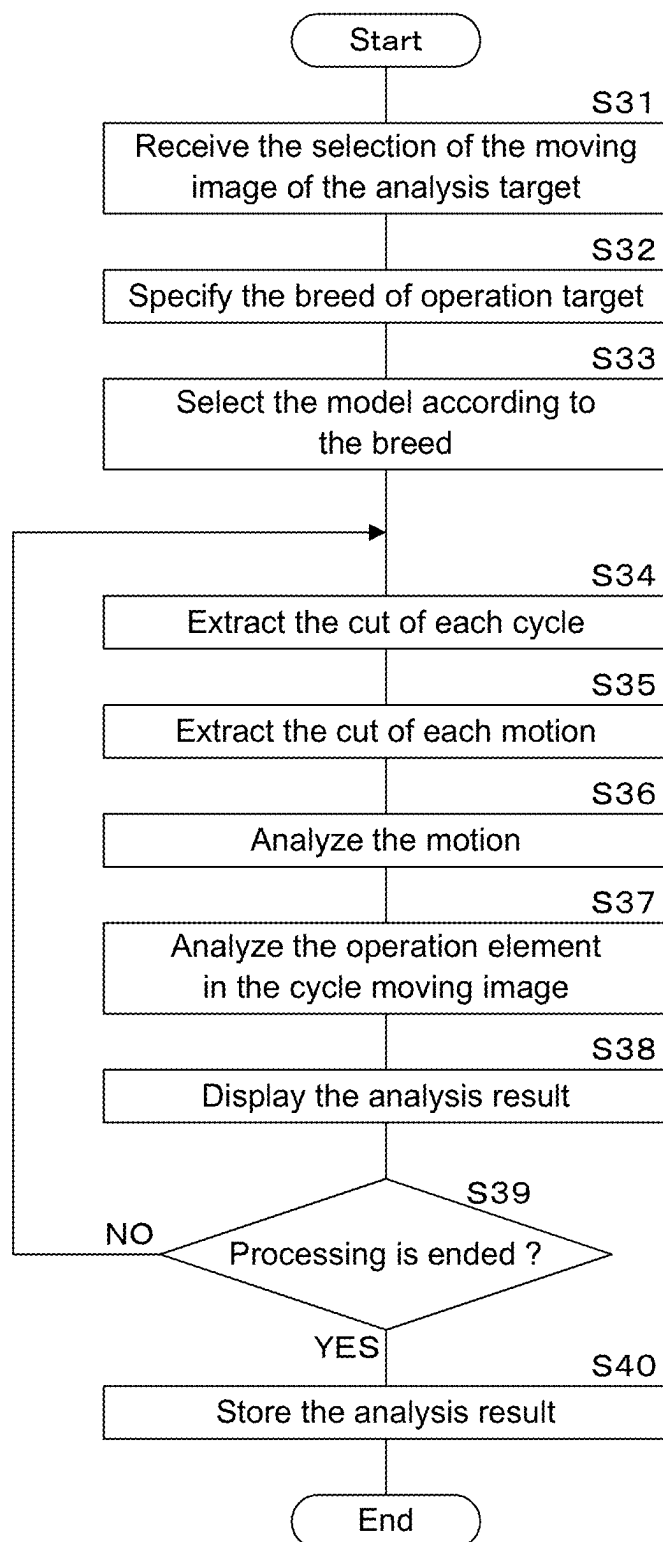 Start
S31
Receive the selection of the moving
image of the analysis target
S32
Specify the breed of operation target
S33
Select the model according to
the breed
S34
Extract the cut of each cycle
S35
Extract the cut of each motion
S36
Analyze the motion
S37
Analyze the operation element
in the cycle moving image
S38
Display the analysis result
S39
NO
Processing is ended ?
YES
S40
Store the analysis result
End